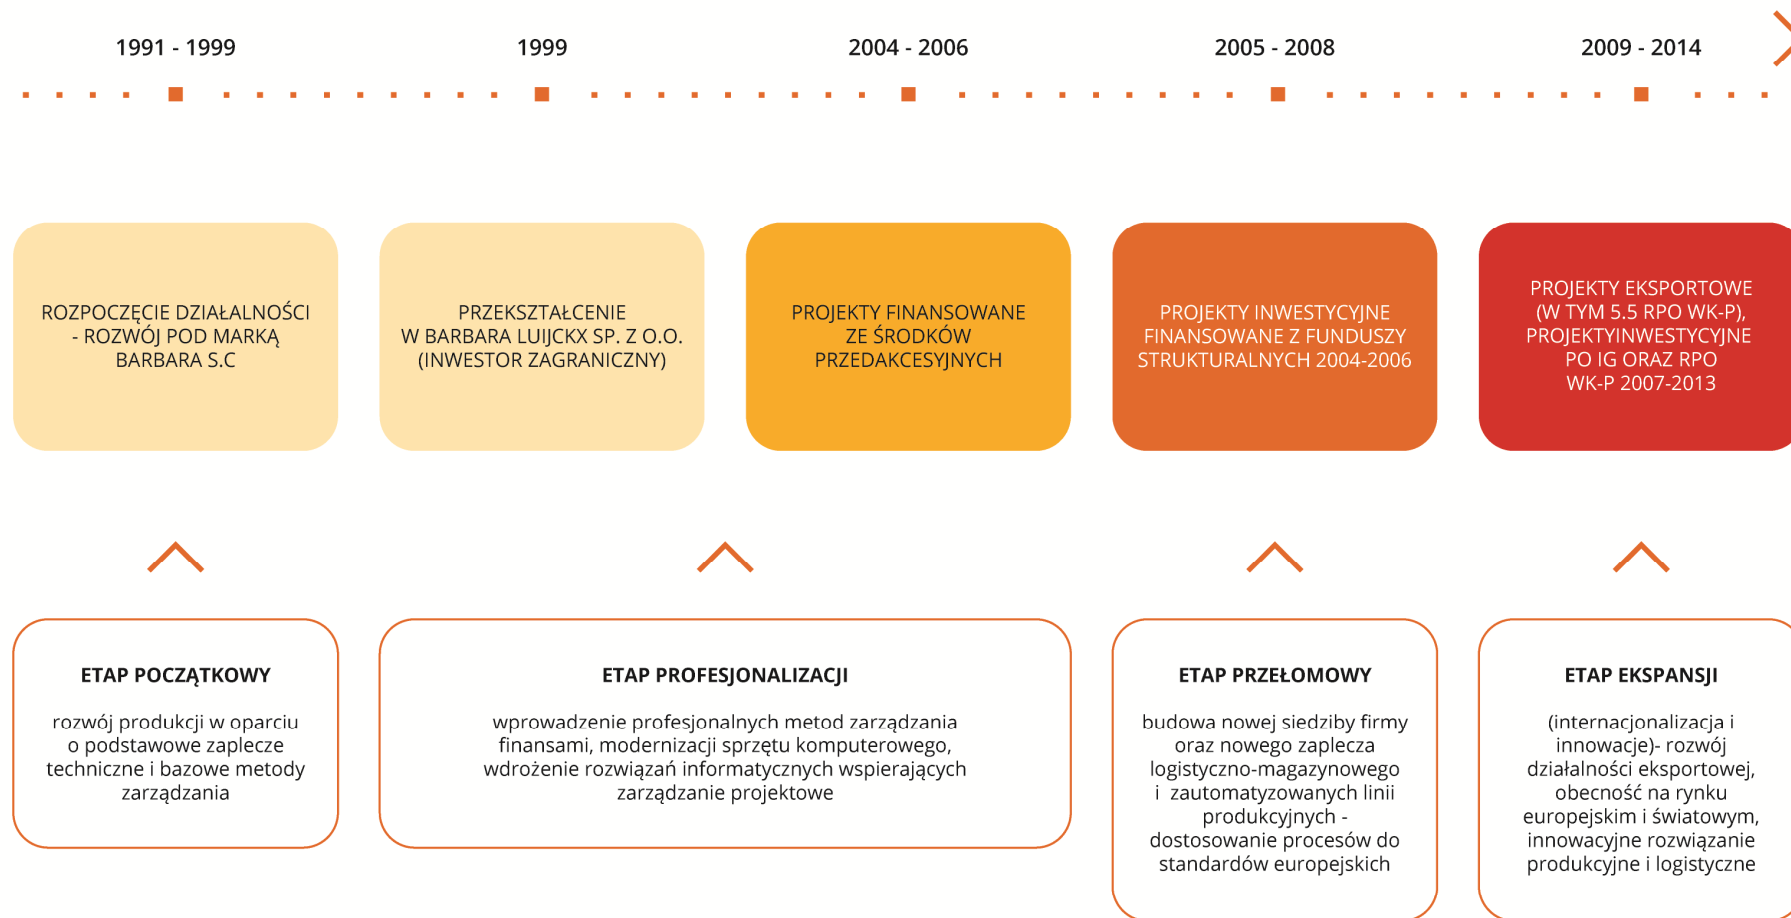 1991 - 1999
1999
2004 - 2006
2005 - 2008
2009 - 2014
ROZPOCZĘCIE DZIAŁALNOŚCI
- ROZWÓJ POD MARKĄ
BARBARA S.C
PRZEKSZTAŁCENIE
W BARBARA LUIJCKX SP. Z O.O.
(INWESTOR ZAGRANICZNY)
PROJEKTY FINANSOWANE
ZE ŚRODKÓW
PRZEDAKCESYJNYCH
PROJEKTY INWESTYCYJNE
FINANSOWANE Z FUNDUSZY
STRUKTURALNYCH 2004-2006
PROJEKTY EKSPORTOWE
(W TYM 5.5 RPO WK-P),
PROJEKTYINWESTYCYJNE
PO IG ORAZ RPO
WK-P 2007-2013
ETAP POCZĄTKOWY
rozwój produkcji w oparciu
o podstawowe zaplecze
techniczne i bazowe metody
zarządzania
ETAP PROFESJONALIZACJI
wprowadzenie profesjonalnych metod zarządzania
finansami, modernizacji sprzętu komputerowego,
wdrożenie rozwiązań informatycznych wspierających
zarządzanie projektowe
ETAP PRZEŁOMOWY
budowa nowej siedziby firmy
oraz nowego zaplecza
logistyczno-magazynowego
i zautomatyzowanych linii
produkcyjnych -
dostosowanie procesów do
standardów europejskich
ETAP EKSPANSJI
(internacjonalizacja i
innowacje)- rozwój
działalności eksportowej,
obecność na rynku
europejskim i światowym,
innowacyjne rozwiązanie
produkcyjne i logistyczne